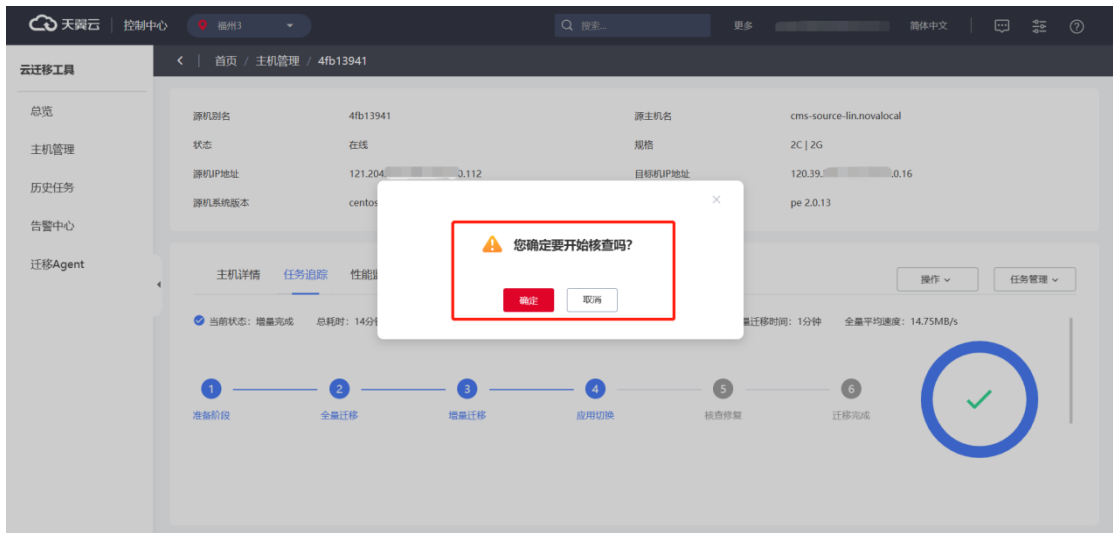 天翼云 控制中心 福州3 搜索... 更多 简体中文
云迁移工具
首页 / 主机管理 / 4fb13941
总览
主机管理
历史任务
告警中心
迁移Agent
源机别名 4fb13941 源主机名 cms-source-lin.novalocal
状态 在线 规格 2C | 2G
源机IP地址 121.204. 0.112 目标机IP地址 120.39. .0.16
源机系统版本 centos pe 2.0.13
您确定要开始核查吗?
确定 取消
主机详情 任务追踪 性能 操作 任务管理
当前状态: 增量完成 总耗时: 14分 量迁移时间: 1分钟 全量平均速度: 14.75MB/s
1 2 3 4 5 6
准备阶段 全量迁移 增量迁移 应用切换 核查修复 迁移完成